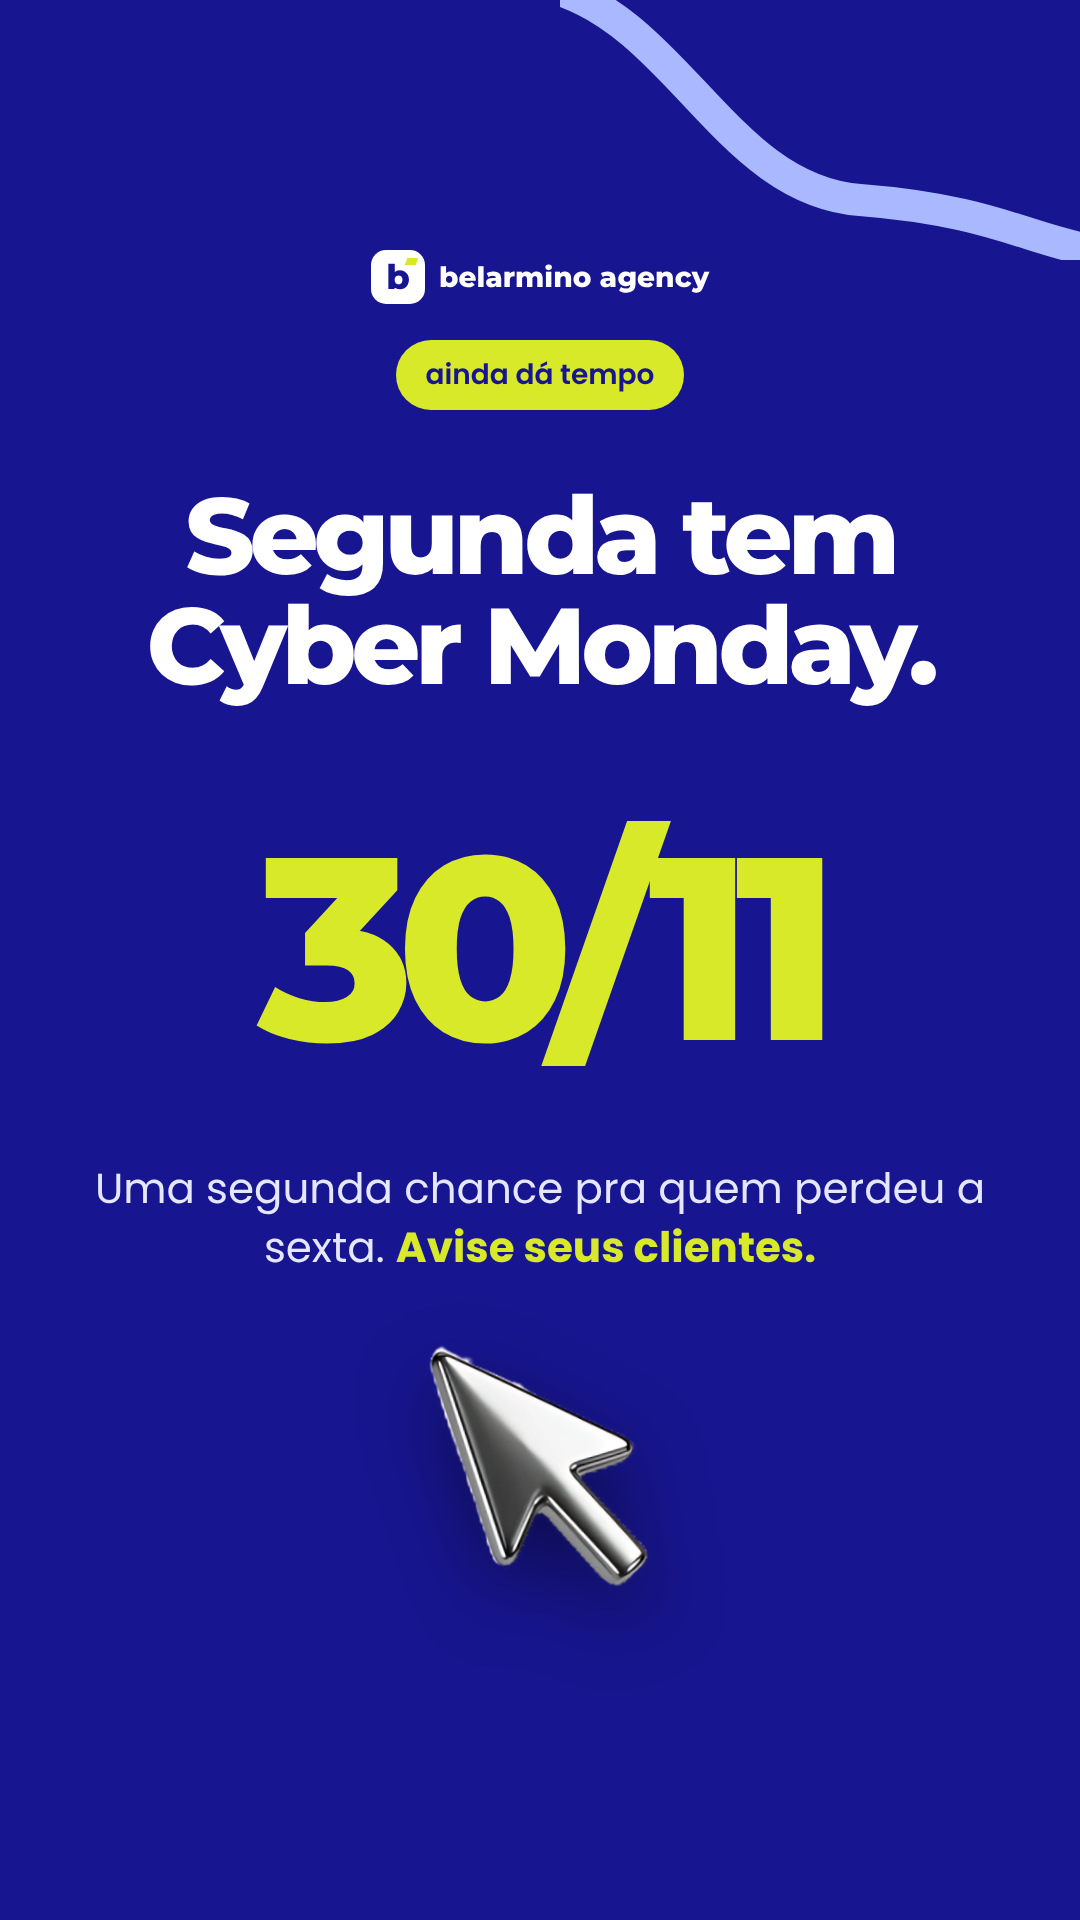 b
belarmino agency
ainda dá tempo
Segunda tem
Cyber Monday.
30/11
Uma segunda chance pra quem perdeu a
sexta. Avise seus clientes.